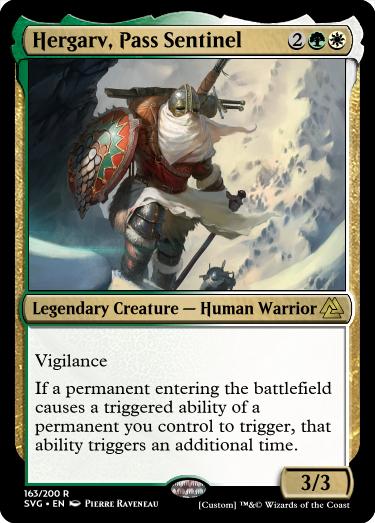 Hergarv, Pass Sentinel 2
Legendary Creature — Human Warrior
Vigilance
If a permanent entering the battlefield
causes a triggered ability of a
permanent you control to trigger, that
ability triggers an additional time.
3/3
163/200 R
SVG • EN Pierre Raveneau
[Custom] ™&© Wizards of the Coast